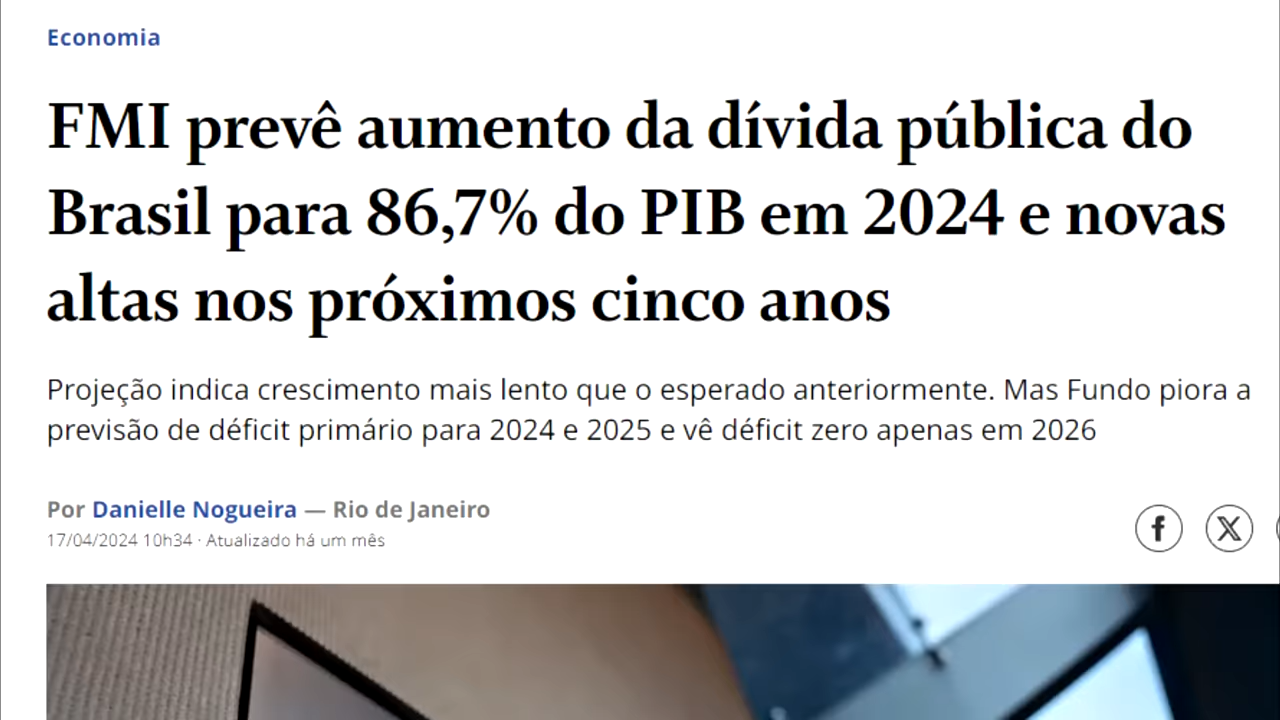 Economia
FMI prevê aumento da dívida pública do
Brasil para 86,7% do PIB em 2024 e novas
altas nos próximos cinco anos
Projeção indica crescimento mais lento que o esperado anteriormente. Mas Fundo piora a
previsão de déficit primário para 2024 e 2025 e vê déficit zero apenas em 2026
Por Danielle Nogueira — Rio de Janeiro
17/04/2024 10h34 · Atualizado há um mês